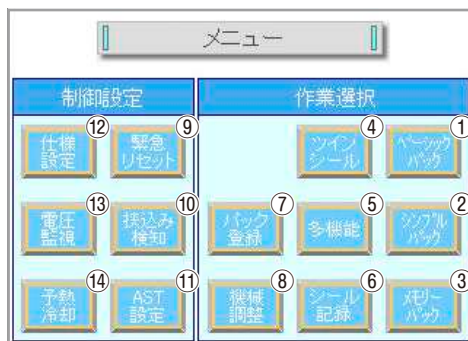 メニュー
制御設定
作業選択
⑫ ⑨ ④ ①
仕様設定
緊急リセット
ツインシール
ベーシックパック
⑬ ⑩ ⑦ ⑤ ②
電圧監視
挟込み検知
パック登録
多機能
シンプルパック
⑭ ⑪ ⑧ ⑥ ③
予熱冷却
AST設定
機械調整
シール記録
メモリーパック